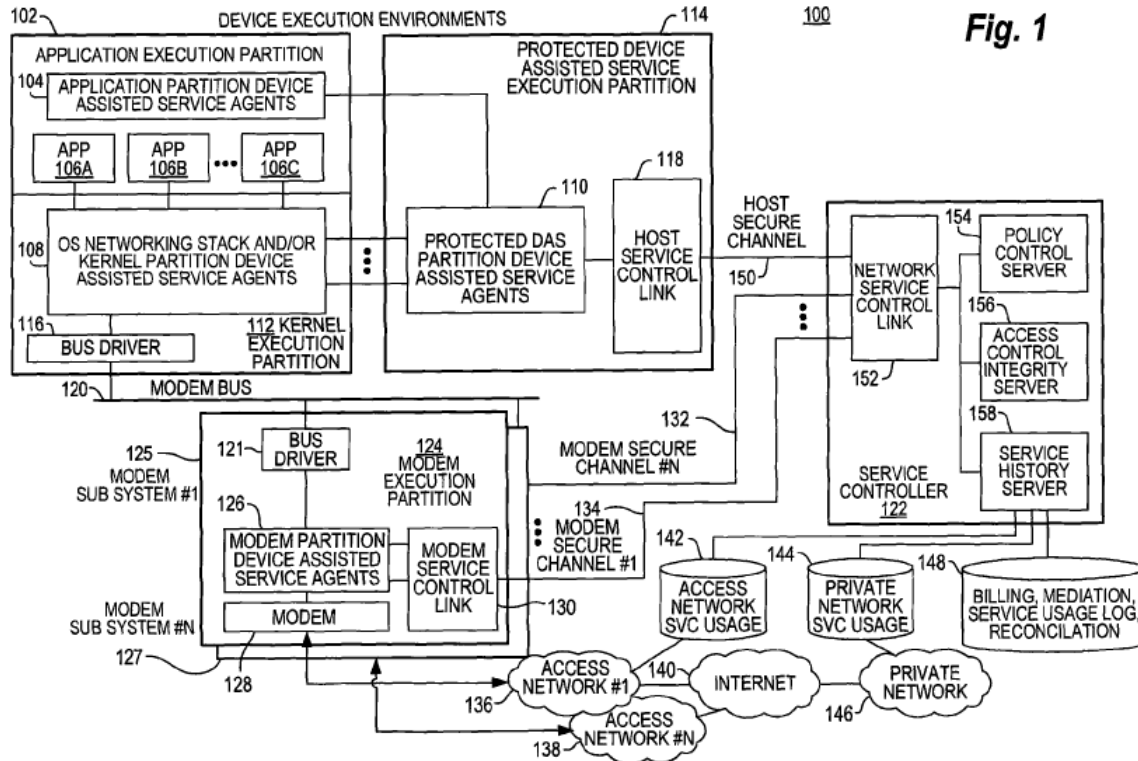 DEVICE EXECUTION ENVIRONMENTS
100
Fig. 1
102
APPLICATION EXECUTION PARTITION
104
APPLICATION PARTITION DEVICE
ASSISTED SERVICE AGENTS
APP
106A
APP
106B
APP
106C
108
OS NETWORKING STACK AND/OR
KERNEL PARTITION DEVICE
ASSISTED SERVICE AGENTS
116
BUS DRIVER
112 KERNEL
EXECUTION
PARTITION
114
PROTECTED DEVICE
ASSISTED SERVICE
EXECUTION PARTITION
110
PROTECTED DAS
PARTITION DEVICE
ASSISTED SERVICE
AGENTS
118
HOST
SERVICE
CONTROL
LINK
HOST
SECURE
CHANNEL
150
NETWORK
SERVICE
CONTROL
LINK
152
154
POLICY
CONTROL
SERVER
156
ACCESS
CONTROL
INTEGRITY
SERVER
158
SERVICE
HISTORY
SERVER
SERVICE
CONTROLLER
122
120
MODEM BUS
125
MODEM
SUB SYSTEM #1
121
BUS
DRIVER
124
MODEM
EXECUTION
PARTITION
126
MODEM PARTITION
DEVICE ASSISTED
SERVICE AGENTS
MODEM
SERVICE
CONTROL
LINK
130
MODEM
128
MODEM
SUB SYSTEM #N
127
132
MODEM SECURE
CHANNEL #N
134
MODEM
SECURE
CHANNEL #1
142
ACCESS
NETWORK
SVC USAGE
144
PRIVATE
NETWORK
SVC USAGE
148
BILLING, MEDIATION,
SERVICE USAGE LOG,
RECONCILATION
ACCESS
NETWORK #1
136
140
INTERNET
PRIVATE
NETWORK
146
ACCESS
NETWORK #N
138